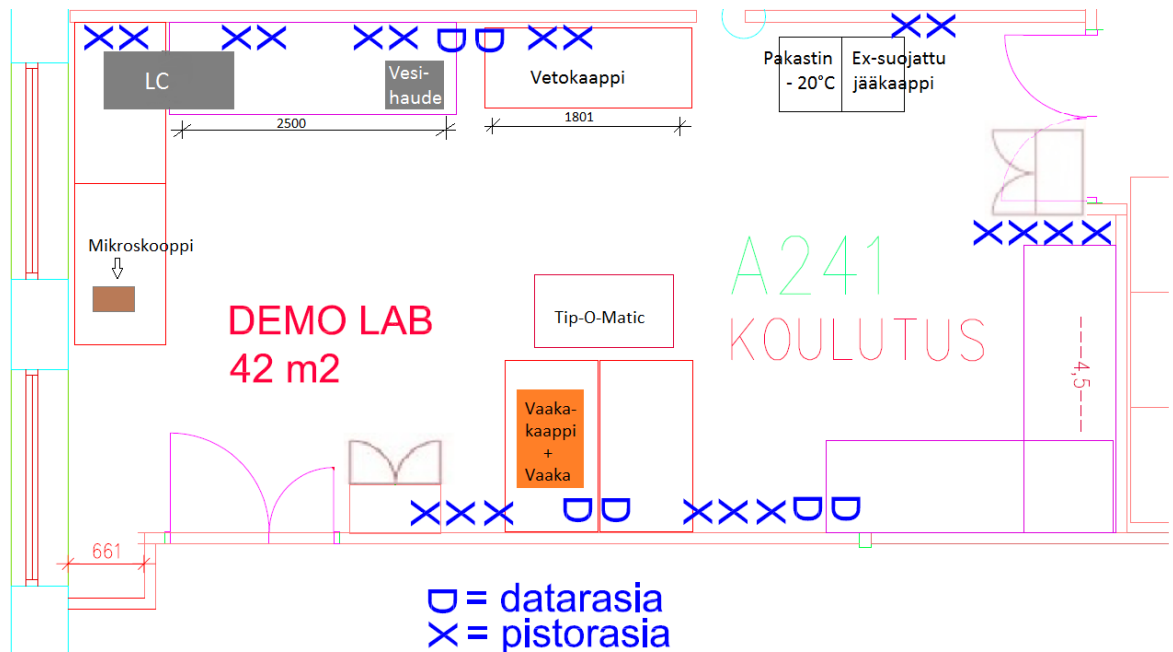 X X X X X X D D X X X X
LC
Vesi-
haude
Vetokaappi
Pakastin
- 20°C
Ex-suojattu
jääkaappi
2500
1801
X X X X
Mikroskooppi
A241
KOULUTUS
DEMO LAB
42 m2
Tip-O-Matic
---4,5----
Vaaka-
kaappi
+
Vaaka
X X X D D X X X D D
661
D = datarasia
X = pistorasia